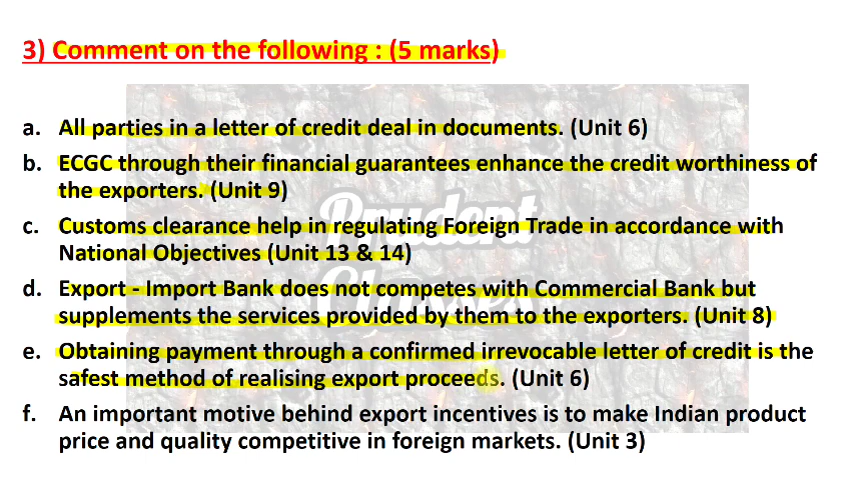 3) Comment on the following : (5 marks)
a. All parties in a letter of credit deal in documents. (Unit 6)
b. ECGC through their financial guarantees enhance the credit worthiness of
the exporters. (Unit 9)
c. Customs clearance help in regulating Foreign Trade in accordance with
National Objectives (Unit 13 & 14)
d. Export - Import Bank does not competes with Commercial Bank but
supplements the services provided by them to the exporters. (Unit 8)
e. Obtaining payment through a confirmed irrevocable letter of credit is the
safest method of realising export proceeds. (Unit 6)
f. An important motive behind export incentives is to make Indian product
price and quality competitive in foreign markets. (Unit 3)
Prudent
Classes